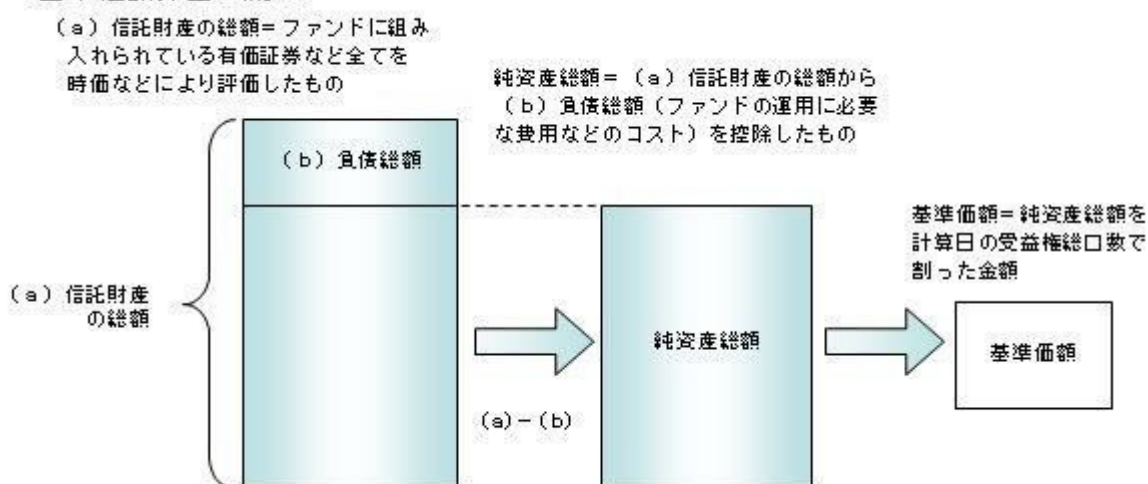 （a）信託財産の総額＝ファンドに組み
入れられている有価証券など全てを
時価などにより評価したもの
純資産総額＝（a）信託財産の総額から
（b）負債総額（ファンドの運用に必要
な費用などのコスト）を控除したもの
（b）負債総額
基準価額＝純資産総額を
計算日の受益権総口数で
割った金額
（a）信託財産
の総額
純資産総額
基準価額
（a）－（b）